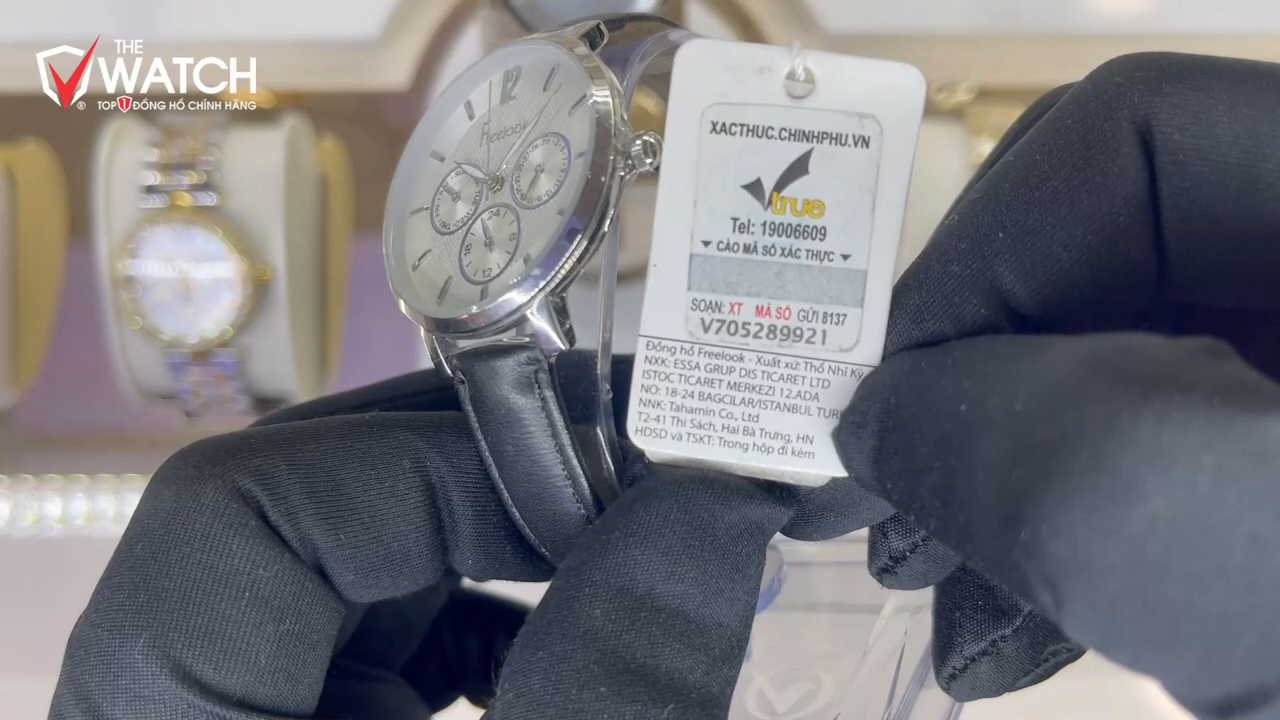 THE
WATCH
®
TOP 1 ĐỒNG HỒ CHÍNH HÃNG
12
Freelook
24
18
6
12
XACTHUC.CHINHPHU.VN
true
Tel: 19006609
CÀO MÃ SỐ XÁC THỰC
SOẠN: XT MÃ SỐ GỬI 8137
V705289921
Đồng hồ Freelook - Xuất xứ: Thổ Nhĩ Kỳ
NXK: ESSA GRUP DIS TICARET LTD
ISTOC TICARET MERKEZI 12.ADA
NO: 18-24 BAGCILAR/ISTANBUL
NNK: Tahamin Co., Ltd
T2-41 Thi Sách, Hai Bà Trưng, HN
HDSD và TSKT: Trong hộp đi kèm